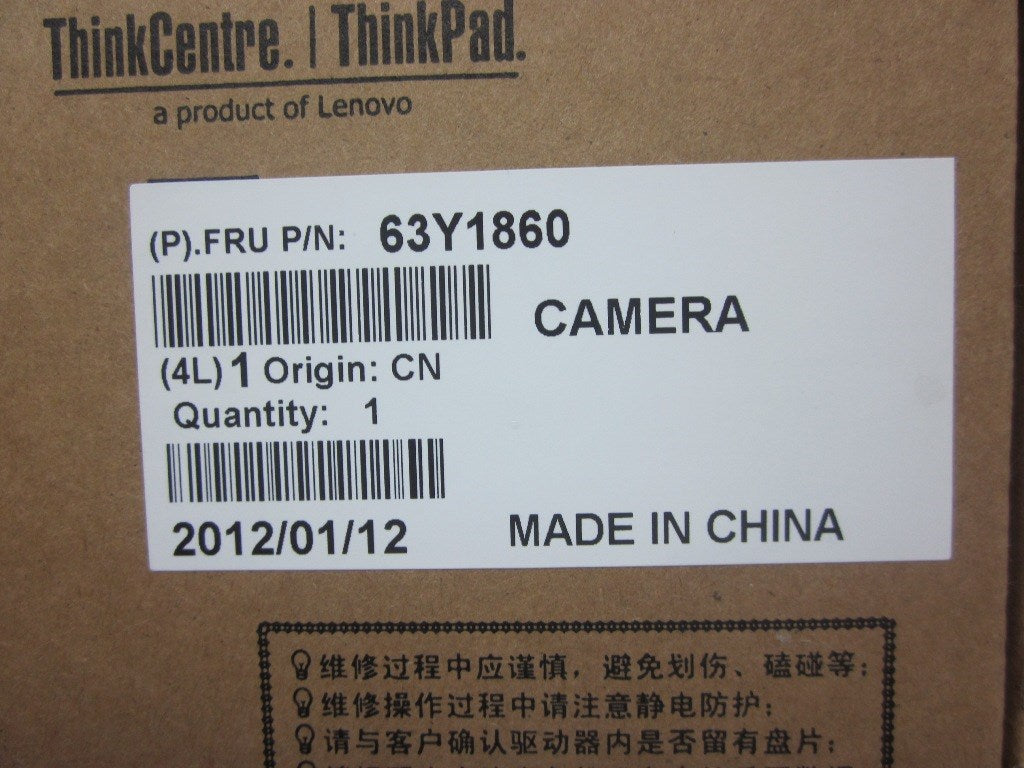 ThinkCentre. | ThinkPad.
a product of Lenovo
(P).FRU P/N: 63Y1860
CAMERA
(4L) 1 Origin: CN
Quantity: 1
2012/01/12
MADE IN CHINA
维修过程中应谨慎，避免划伤、磕碰等；
维修操作过程中请注意静电防护；
请与客户确认驱动器内是否留有盘片；